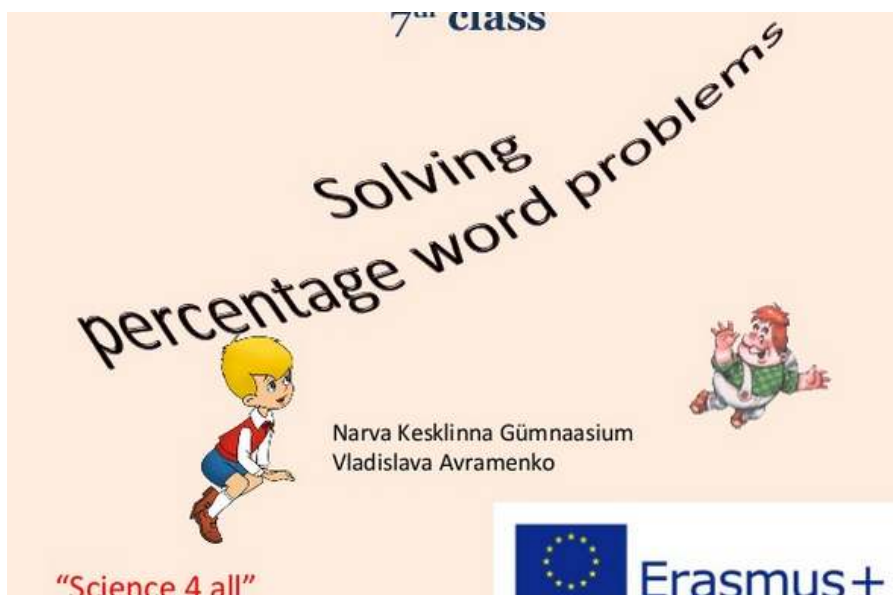 7th class
Solving
percentage word problems
Narva Kesklinna Gümnaasium
Vladislava Avramenko
"Science 4 all"
Erasmus+